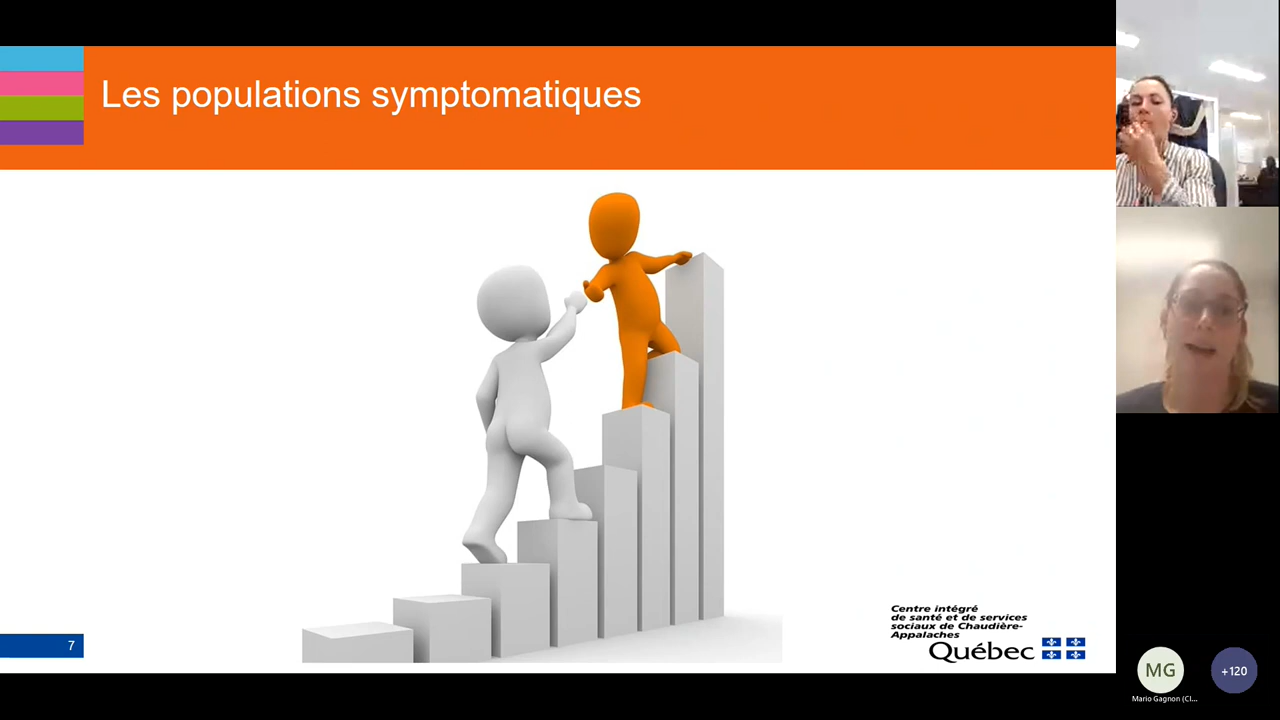 Les populations symptomatiques
7
Centre intégré
de santé et de services
sociaux de Chaudière-
Appalaches
Québec
MG
+120
Mario Gagnon (CI...